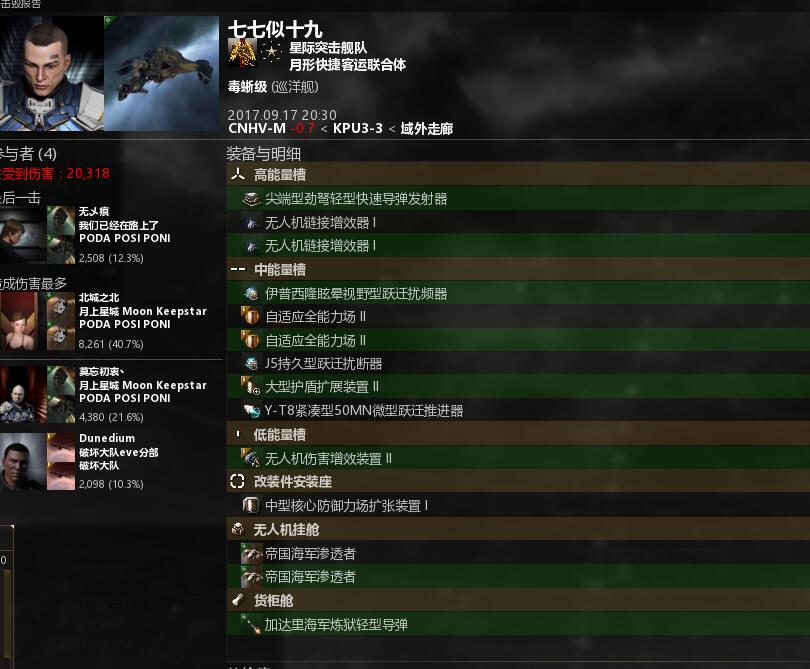 击毁报告
七七似十九
星际突击舰队
月形快捷客运联合体
毒蜥级 (巡洋舰)
2017.09.17 20:30
CNHV-M -0.7 < KPU3-3 < 域外走廊
参与者 (4)
受到伤害：20,318
最后一击
无乄痕
我们已经在路上了
PODA POSI PONI
2,508 (12.3%)
造成伤害最多
北城之北
月上星城 Moon Keepstar
PODA POSI PONI
8,261 (40.7%)
莫忘初衷丶
月上星城 Moon Keepstar
PODA POSI PONI
4,380 (21.6%)
Dunedium
破坏大队eve分部
破坏大队
2,098 (10.3%)
装备与明细
高能量槽
尖端型劲弩轻型快速导弹发射器
无人机链接增效器 I
无人机链接增效器 I
中能量槽
伊普西隆眩晕视野型跃迁扰频器
自适应全能力场 II
自适应全能力场 II
J5持久型跃迁扰断器
大型护盾扩展装置 II
Y-T8紧凑型50MN微型跃迁推进器
低能量槽
无人机伤害增效装置 II
改装件安装座
中型核心防御力场扩张装置 I
无人机挂舱
帝国海军渗透者
帝国海军渗透者
货柜舱
加达里海军炼狱轻型导弹